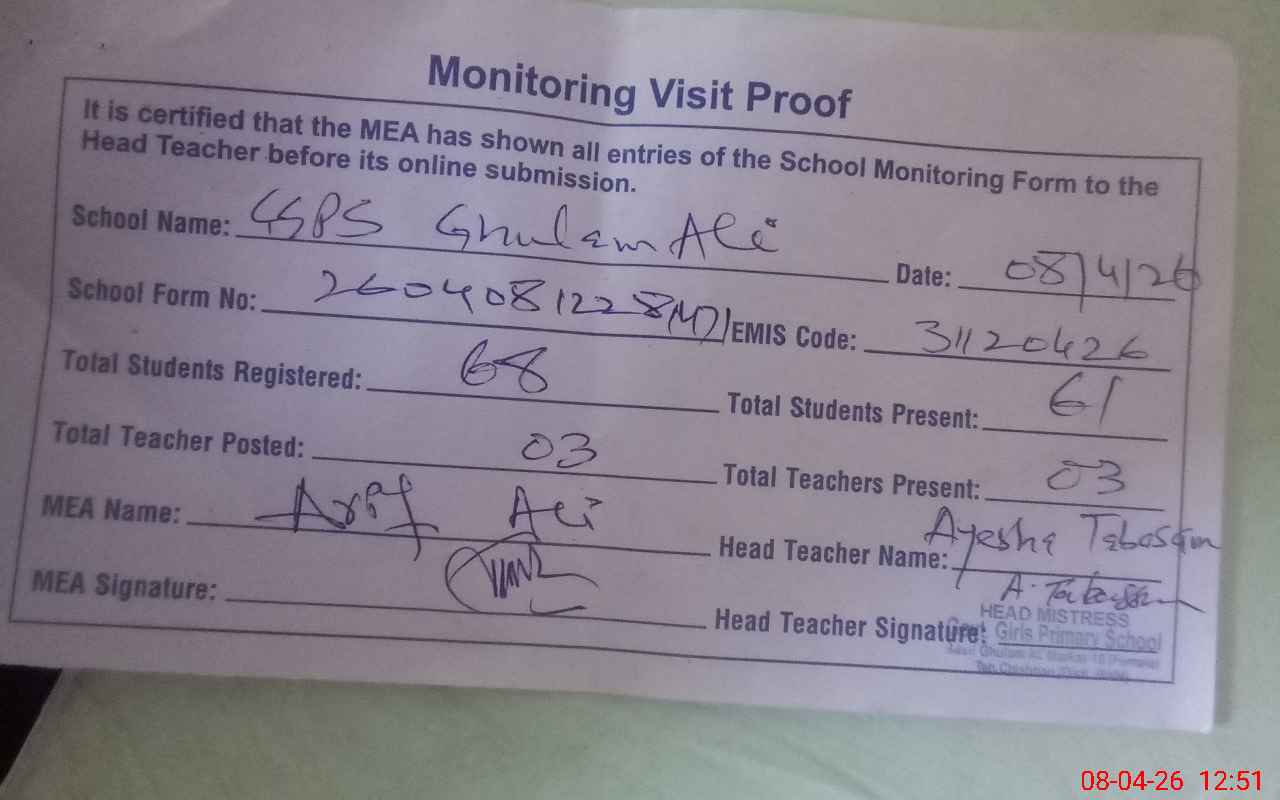 Monitoring Visit Proof
It is certified that the MEA has shown all entries of the School Monitoring Form to the
Head Teacher before its online submission.
School Name: GGPS Ghulam Ali Date: 08/4/26
School Form No: 2604081228(M7) EMIS Code: 31120426
Total Students Registered: 68 Total Students Present: 61
Total Teacher Posted: 03 Total Teachers Present: 03
MEA Name: Arif Ali Head Teacher Name: Ayesha Tabassum
MEA Signature: Head Teacher Signature: A. Tabassum
HEAD MISTRESS
Govt. Girls Primary School
08-04-26 12:51